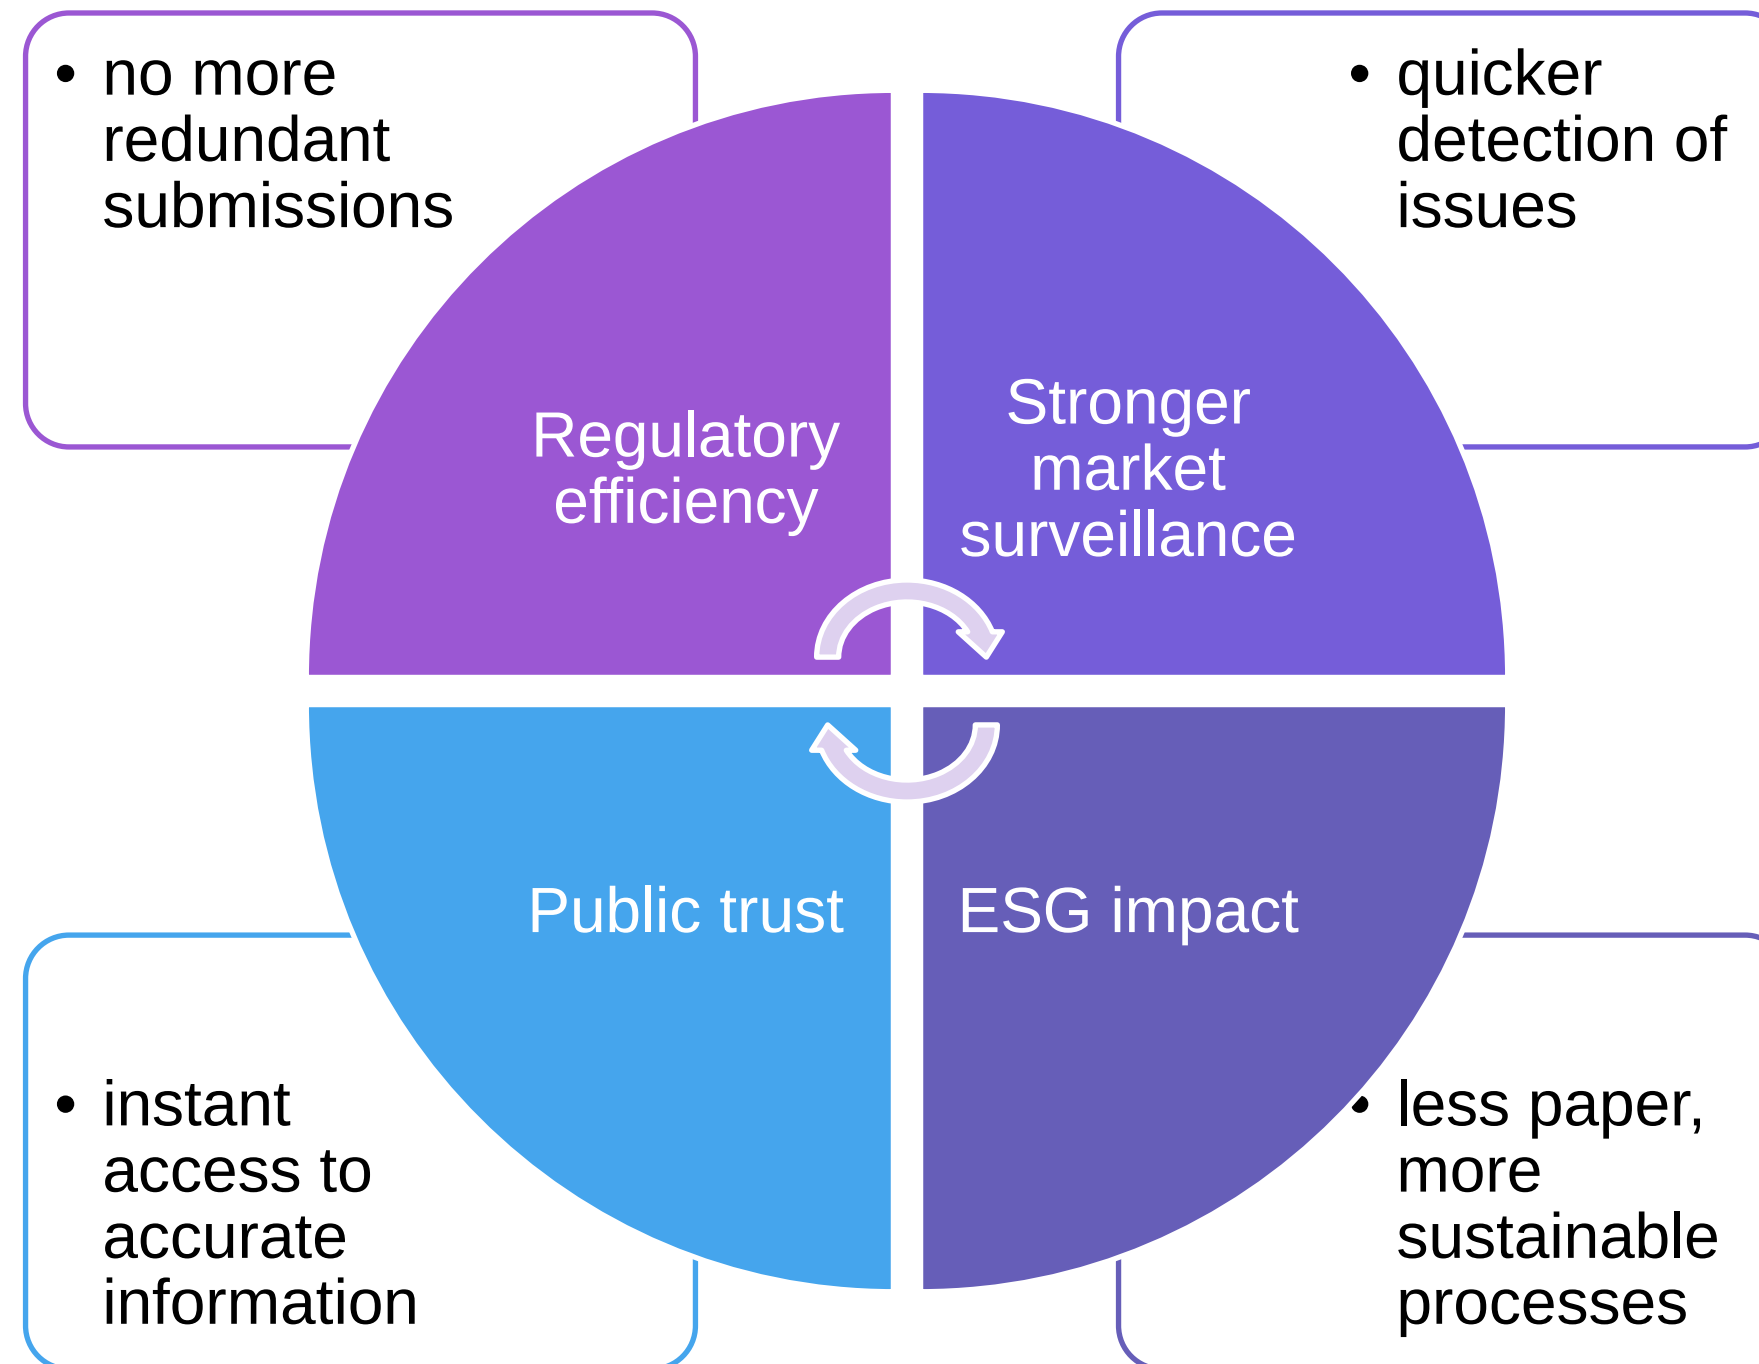 • no more
redundant
submissions
• quicker
detection of
issues
Regulatory
efficiency
Stronger
market
surveillance
Public trust
ESG impact
• instant
access to
accurate
information
• less paper,
more
sustainable
processes